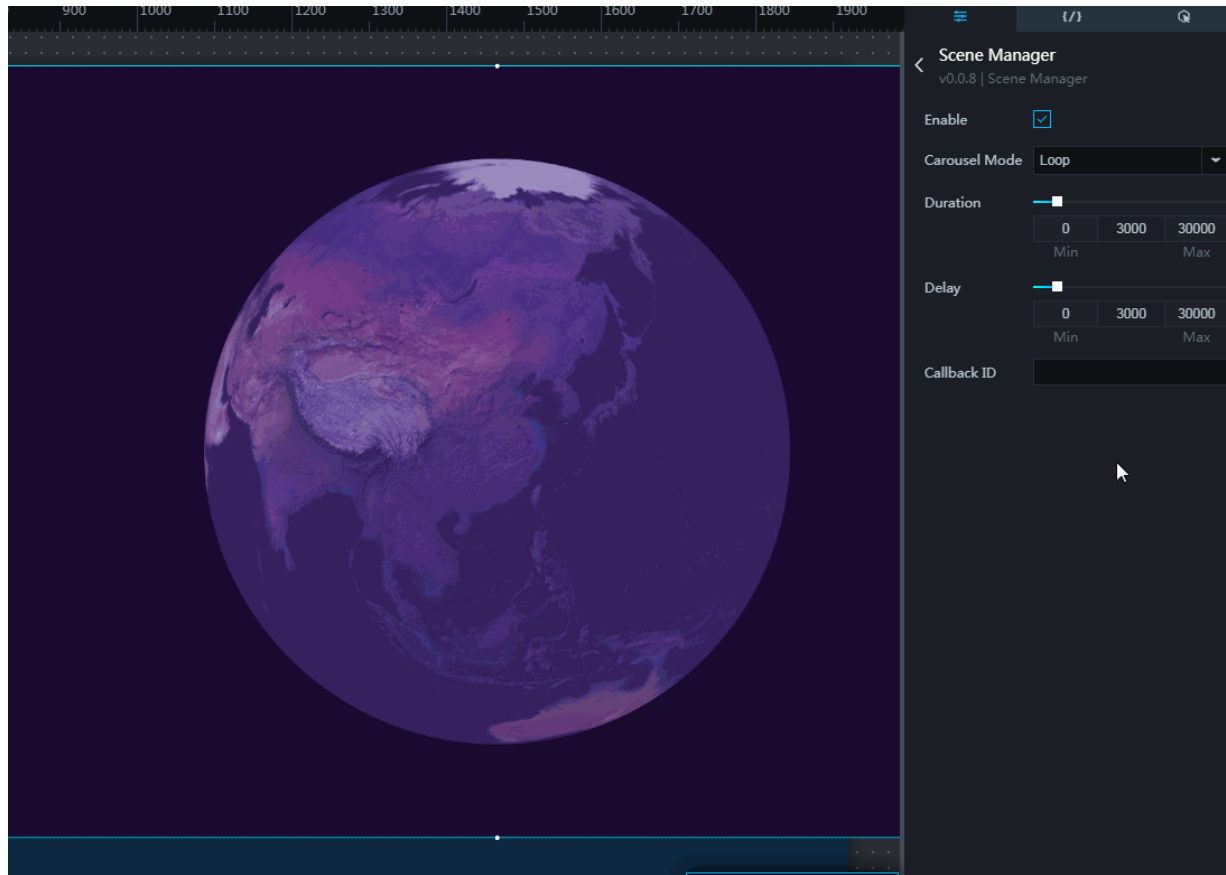 900 1000 1100 1200 1300 1400 1500 1600 1700 1800 1900
{/}
Scene Manager
v0.0.8 | Scene Manager
Enable
Carousel Mode Loop
Duration
0 3000 30000
Min Max
Delay
0 3000 30000
Min Max
Callback ID